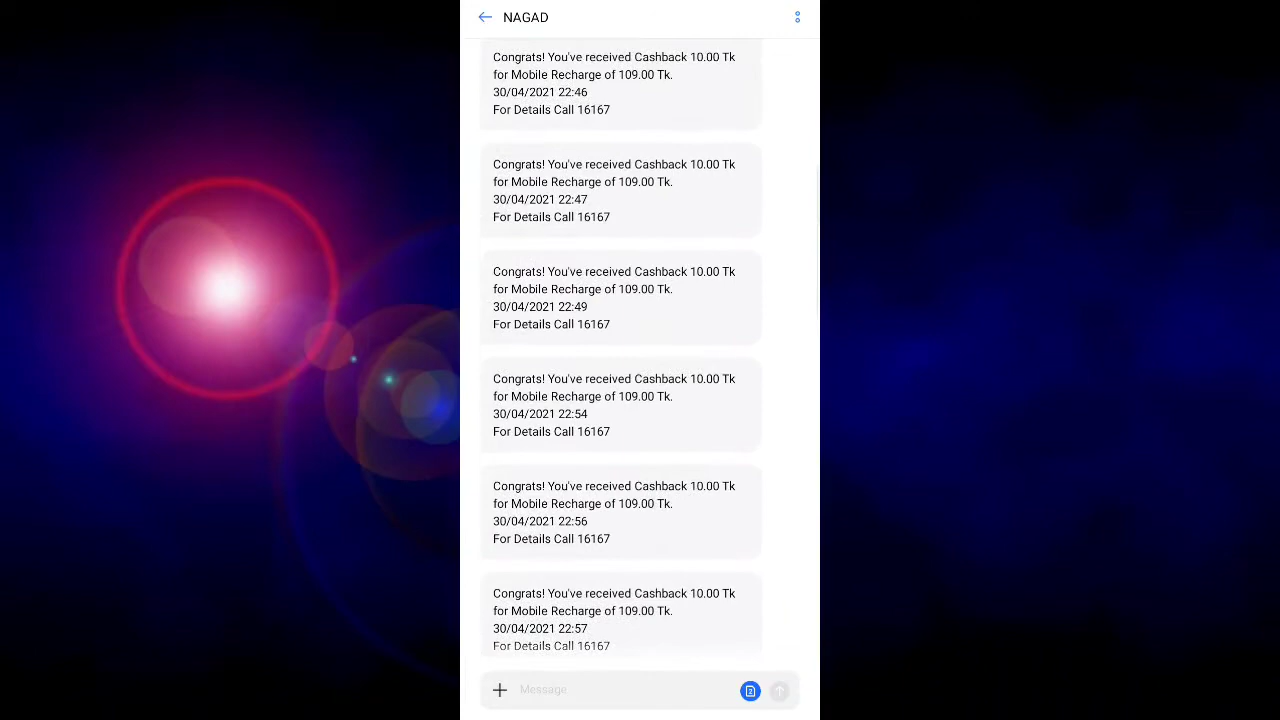 NAGAD
Congrats! You've received Cashback 10.00 Tk
for Mobile Recharge of 109.00 Tk.
30/04/2021 22:46
For Details Call 16167
Congrats! You've received Cashback 10.00 Tk
for Mobile Recharge of 109.00 Tk.
30/04/2021 22:47
For Details Call 16167
Congrats! You've received Cashback 10.00 Tk
for Mobile Recharge of 109.00 Tk.
30/04/2021 22:49
For Details Call 16167
Congrats! You've received Cashback 10.00 Tk
for Mobile Recharge of 109.00 Tk.
30/04/2021 22:54
For Details Call 16167
Congrats! You've received Cashback 10.00 Tk
for Mobile Recharge of 109.00 Tk.
30/04/2021 22:56
For Details Call 16167
Congrats! You've received Cashback 10.00 Tk
for Mobile Recharge of 109.00 Tk.
30/04/2021 22:57
For Details Call 16167
Message 2